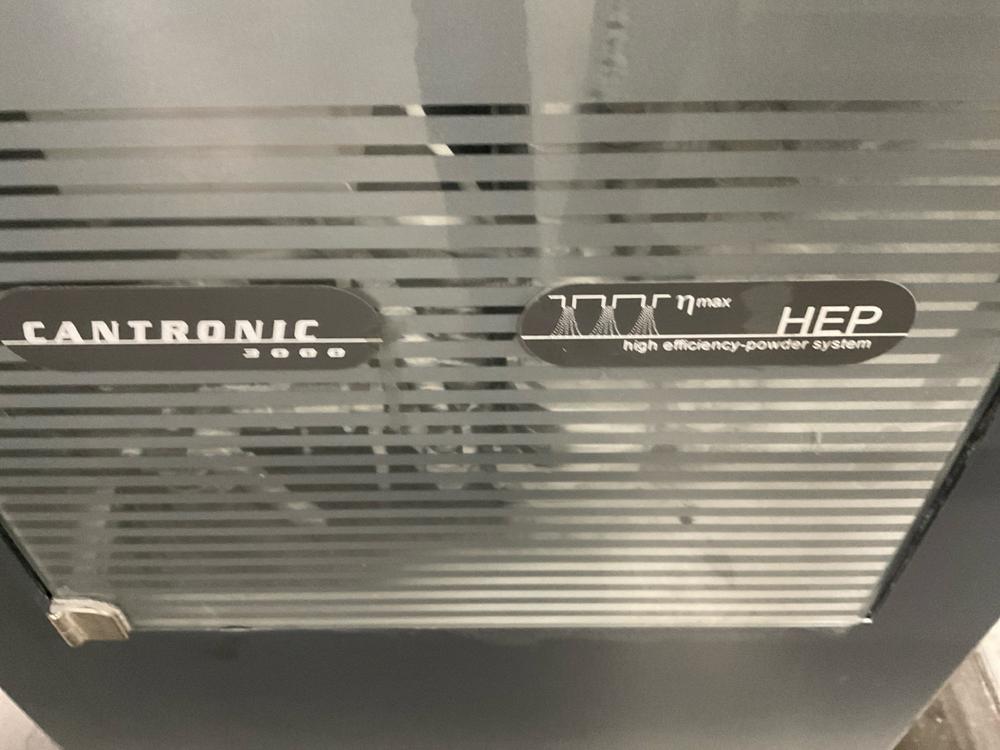 CANTRONIC
3000
ηmax
HEP
high efficiency-powder system